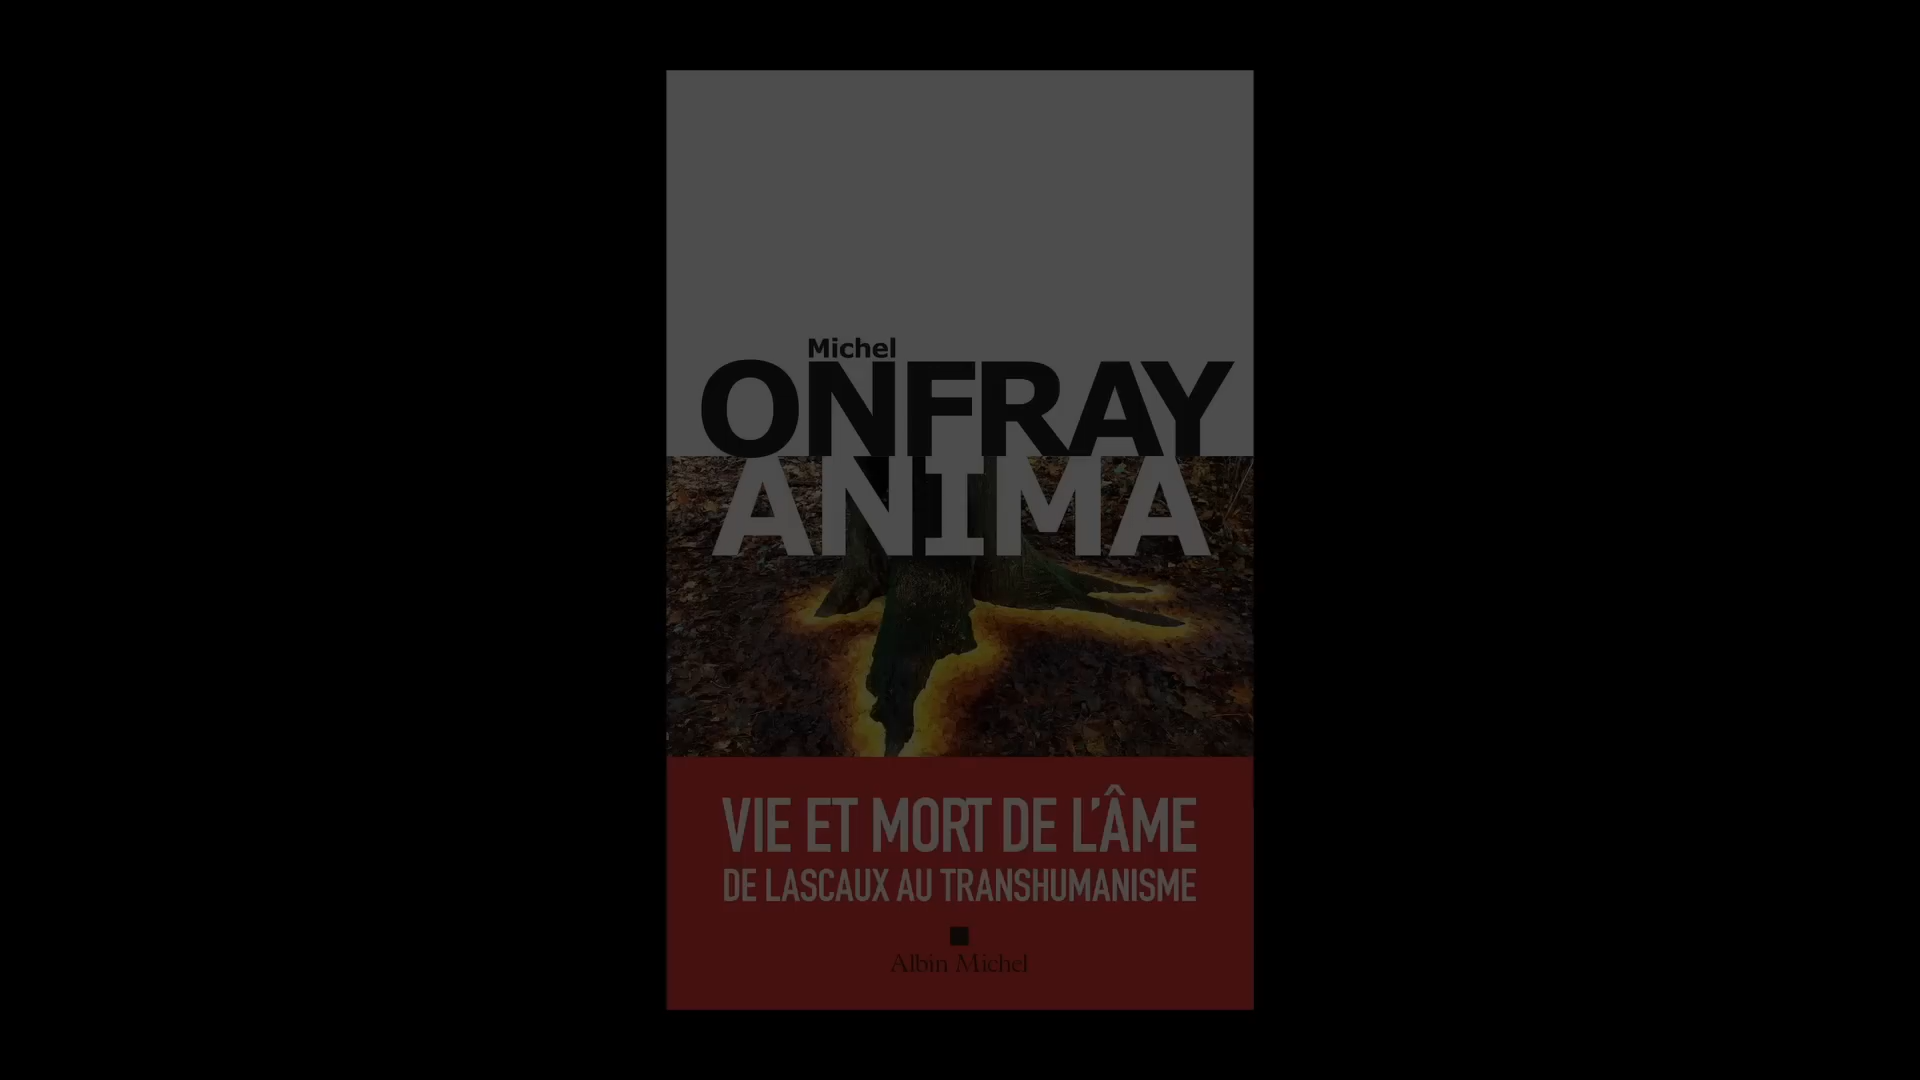 Michel
ONFRAY
ANIMA
VIE ET MORT DE L'ÂME
DE LASCAUX AU TRANSHUMANISME
Albin Michel